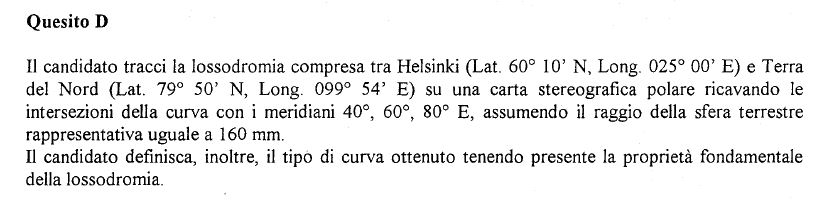 Quesito D
Il candidato tracci la lossodromia compresa tra Helsinki (Lat. 60° 10’ N, Long. 025° 00’ E) e Terra
del Nord (Lat. 79° 50’ N, Long. 099° 54’ E) su una carta stereografica polare ricavando le
intersezioni della curva con i meridiani 40°, 60°, 80° E, assumendo il raggio della sfera terrestre
rappresentativa uguale a 160 mm.
Il candidato definisca, inoltre, il tipo di curva ottenuto tenendo presente la proprietà fondamentale
della lossodromia.